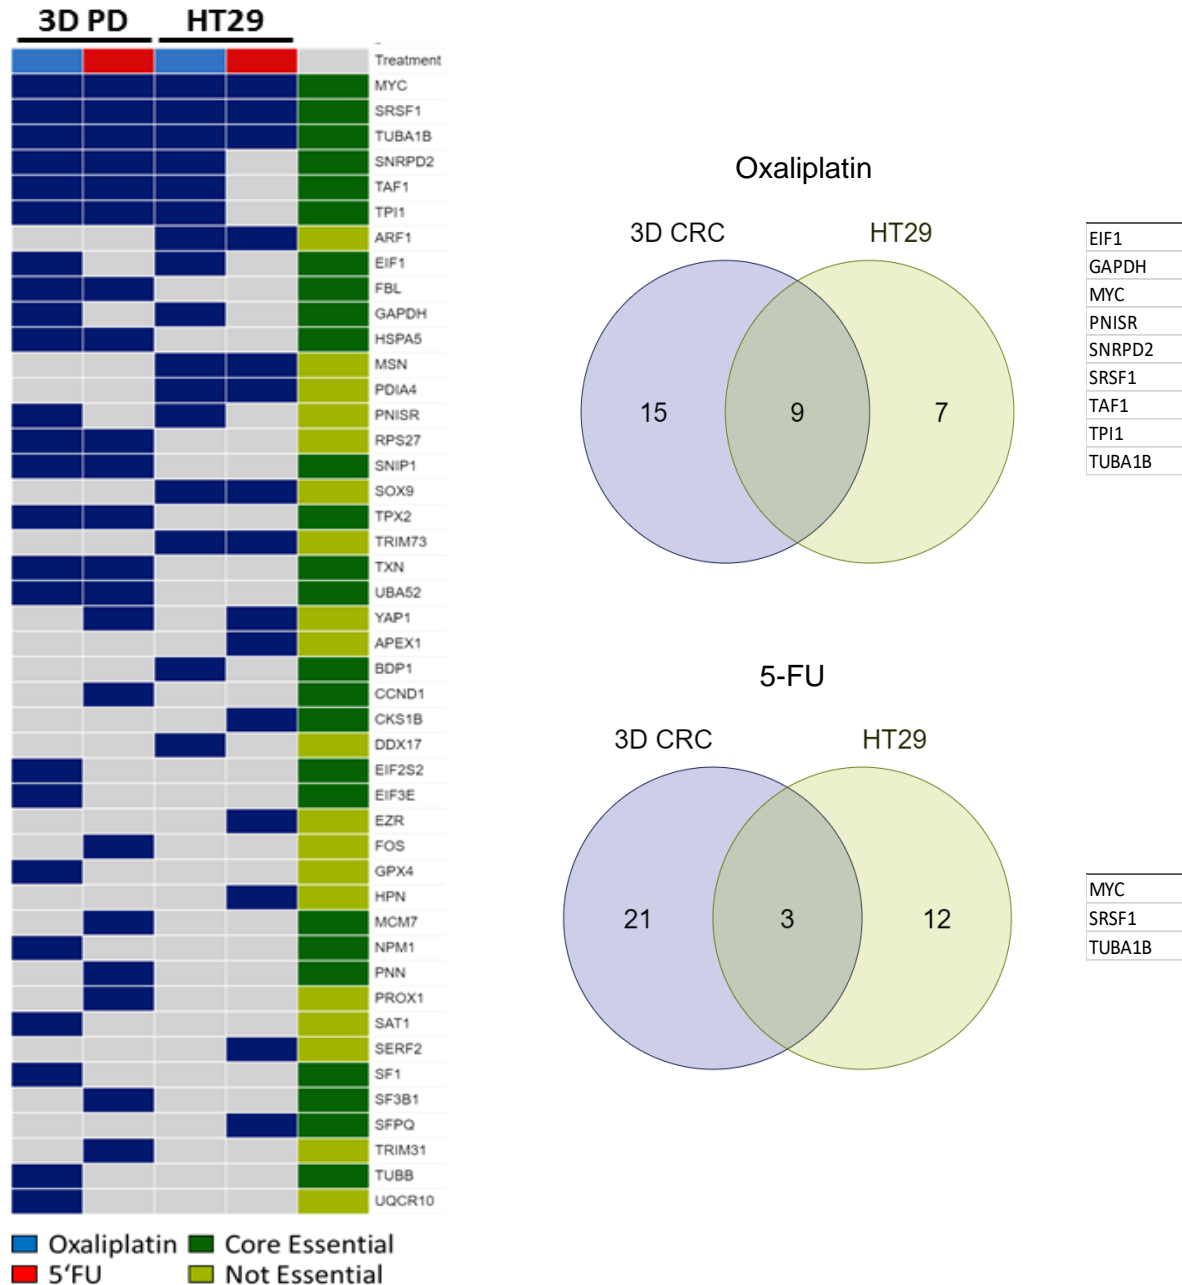 3D PD HT29
Treatment
MYC
SRSF1
TUBA1B
SNRPD2
TAF1
TPI1
ARF1
EIF1
FBL
GAPDH
HSPA5
MSN
PDIA4
PNISR
RPS27
SNIP1
SOX9
TPX2
TRIM73
TXN
UBA52
YAP1
APEX1
BDP1
CCND1
CKS1B
DDX17
EIF2S2
EIF3E
EZR
FOS
GPX4
HPN
MCM7
NPM1
PNN
PROX1
SAT1
SERF2
SF1
SF3B1
SFPQ
TRIM31
TUBB
UQCR10
Oxaliplatin Core Essential
5'FU Not Essential
Oxaliplatin
3D CRC HT29
15 9 7
EIF1
GAPDH
MYC
PNISR
SNRPD2
SRSF1
TAF1
TPI1
TUBA1B
5-FU
3D CRC HT29
21 3 12
MYC
SRSF1
TUBA1B